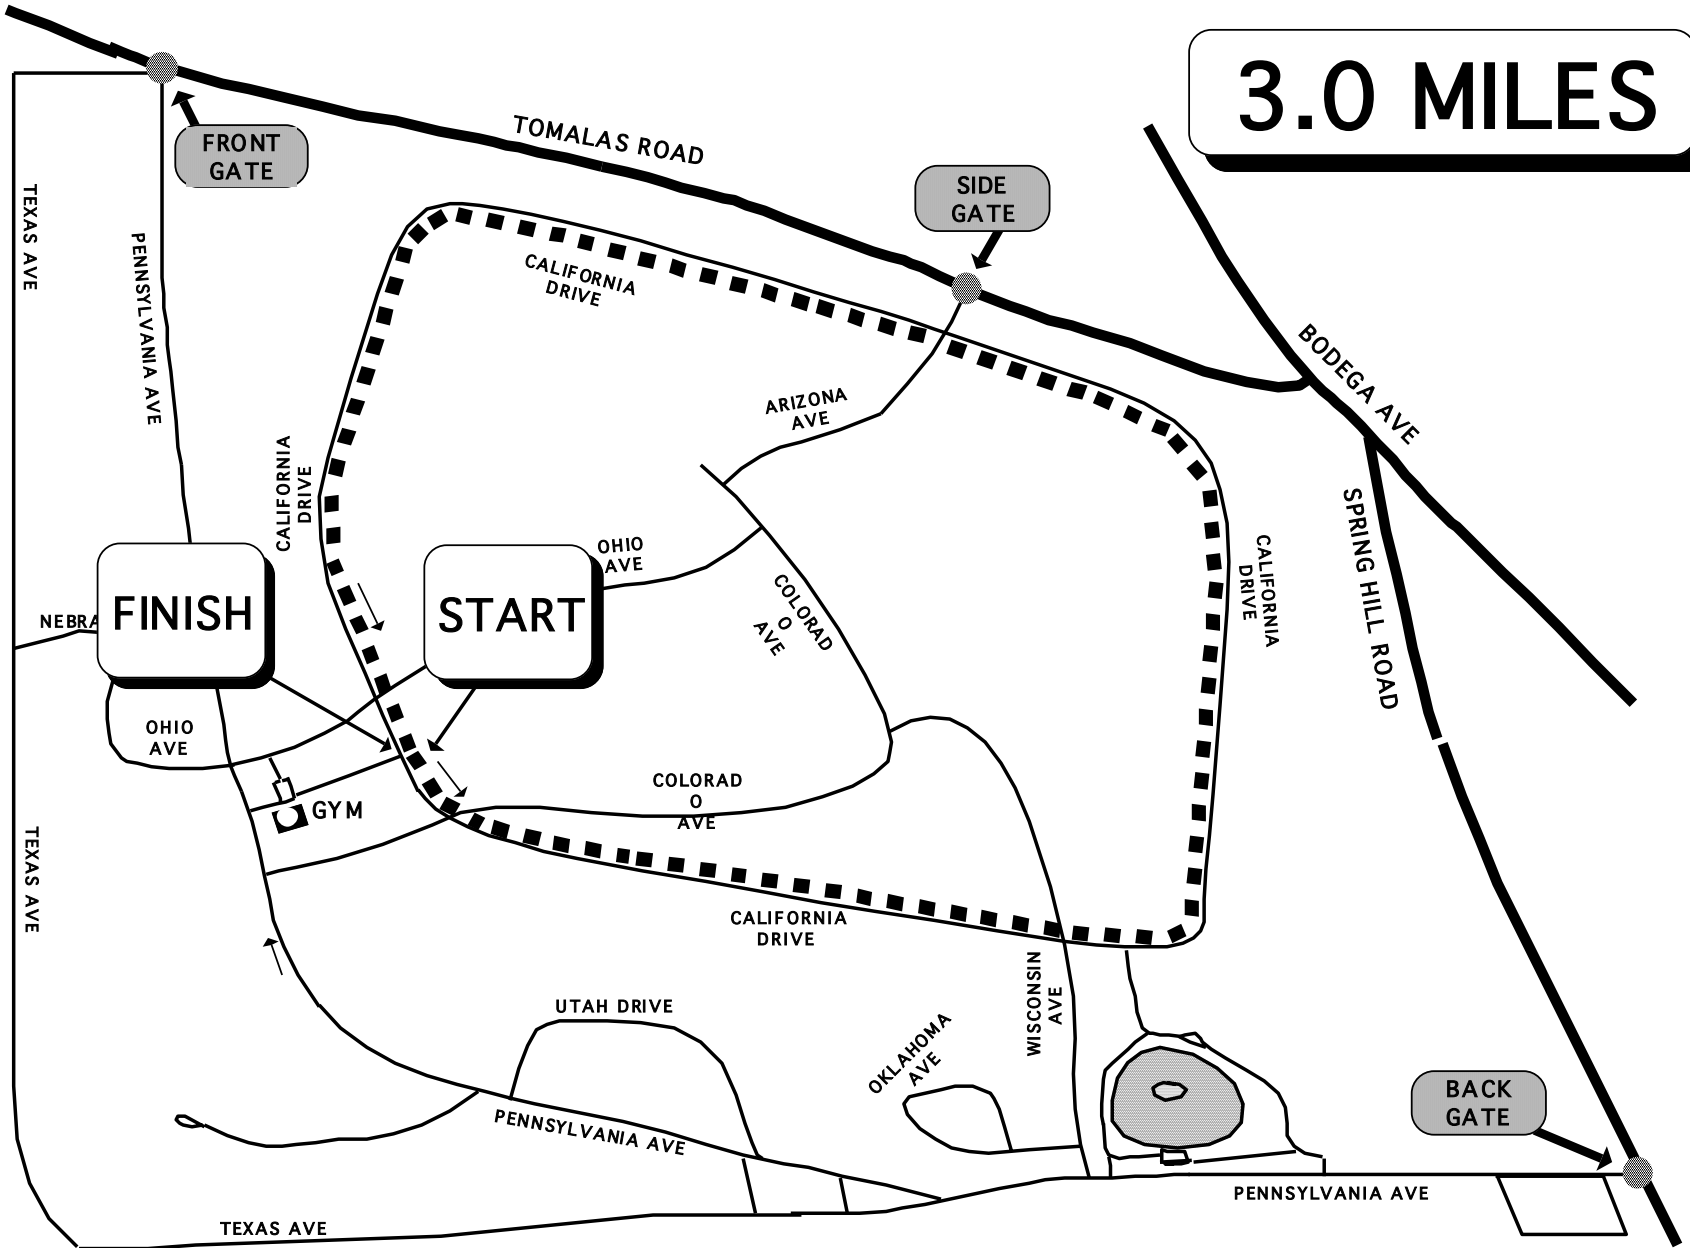 3.0 MILES
FRONT
GATE
TOMALAS ROAD
SIDE
GATE
TEXAS AVE
PENNSYLVANIA AVE
CALIFORNIA
DRIVE
BODEGA AVE
ARIZONA
AVE
CALIFORNIA
DRIVE
SPRING HILL ROAD
OHIO
AVE
CALIFORNIA
DRIVE
COLORAD
O
AVE
NEBRA
FINISH
START
OHIO
AVE
COLORAD
O
AVE
GYM
TEXAS AVE
CALIFORNIA
DRIVE
WISCONSIN
AVE
UTAH DRIVE
OKLAHOMA
AVE
BACK
GATE
PENNSYLVANIA AVE
PENNSYLVANIA AVE
TEXAS AVE